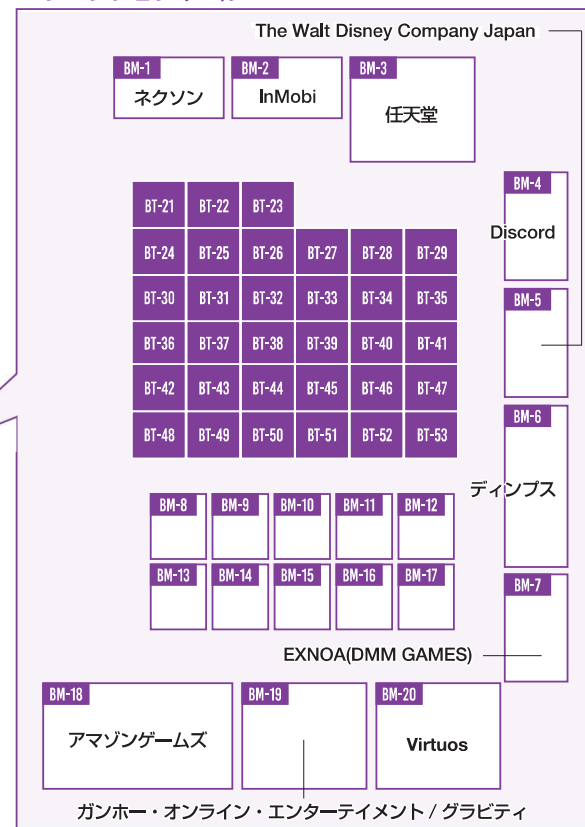 The Walt Disney Company Japan
BM-1
ネクソン
BM-2
InMobi
BM-3
任天堂
BM-4
Discord
BM-5
BM-6
ディンプス
BM-7
EXNOA(DMM GAMES)
BT-21 BT-22 BT-23
BT-24 BT-25 BT-26 BT-27 BT-28 BT-29
BT-30 BT-31 BT-32 BT-33 BT-34 BT-35
BT-36 BT-37 BT-38 BT-39 BT-40 BT-41
BT-42 BT-43 BT-44 BT-45 BT-46 BT-47
BT-48 BT-49 BT-50 BT-51 BT-52 BT-53
BM-8 BM-9 BM-10 BM-11 BM-12
BM-13 BM-14 BM-15 BM-16 BM-17
BM-18
アマゾンゲームズ
BM-19
BM-20
Virtuos
ガンホー・オンライン・エンターテイメント / グラビティ